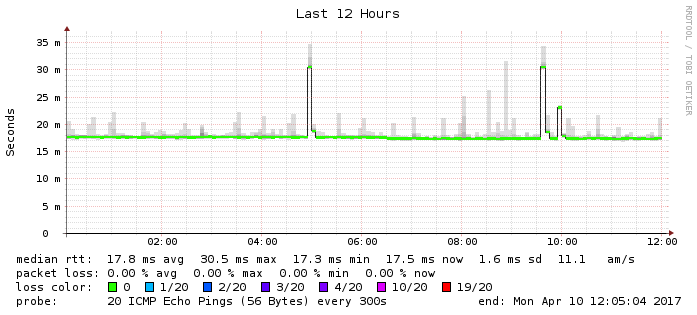 Last 12 Hours
RRDTOOL / TOBI OETIKER
Seconds
35 m
30 m
25 m
20 m
15 m
10 m
5 m
0
02:00 04:00 06:00 08:00 10:00 12:00
median rtt: 17.8 ms avg 30.5 ms max 17.3 ms min 17.5 ms now 1.6 ms sd 11.1 am/s
packet loss: 0.00 % avg 0.00 % max 0.00 % min 0.00 % now
loss color: 0 1/20 2/20 3/20 4/20 10/20 19/20
probe: 20 ICMP Echo Pings (56 Bytes) every 300s end: Mon Apr 10 12:05:04 2017